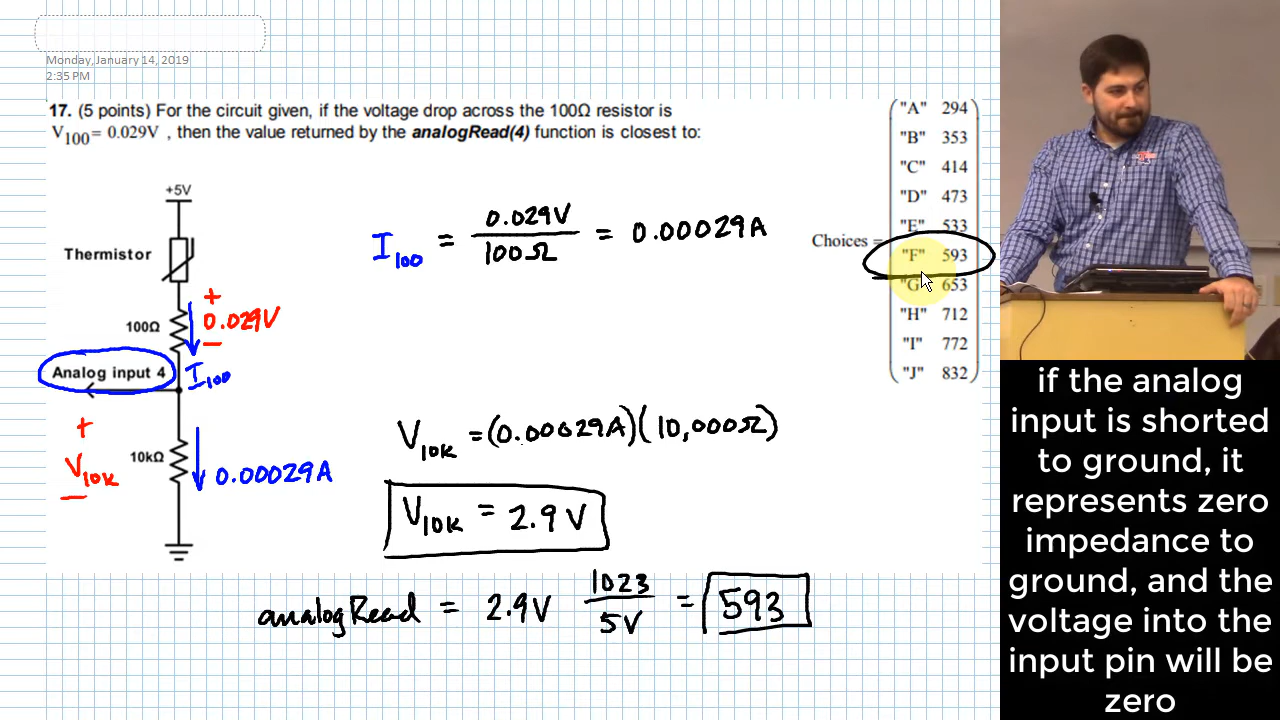 Monday, January 14, 2019
2:35 PM
17. (5 points) For the circuit given, if the voltage drop across the 100Ω resistor is
V100 = 0.029V , then the value returned by the analogRead(4) function is closest to:
Choices =
"A" 294
"B" 353
"C" 414
"D" 473
"E" 533
"F" 593
"G" 653
"H" 712
"I" 772
"J" 832
+5V
Thermistor
100Ω
+
0.029V
−
I100
Analog input 4
+
V10K
−
10kΩ
0.00029A
I100 = 0.029V / 100Ω = 0.00029A
V10K = (0.00029A)(10,000Ω)
V10K = 2.9V
analogRead = 2.9V 1023 / 5V = 593
if the analog
input is shorted
to ground, it
represents zero
impedance to
ground, and the
voltage into the
input pin will be
zero